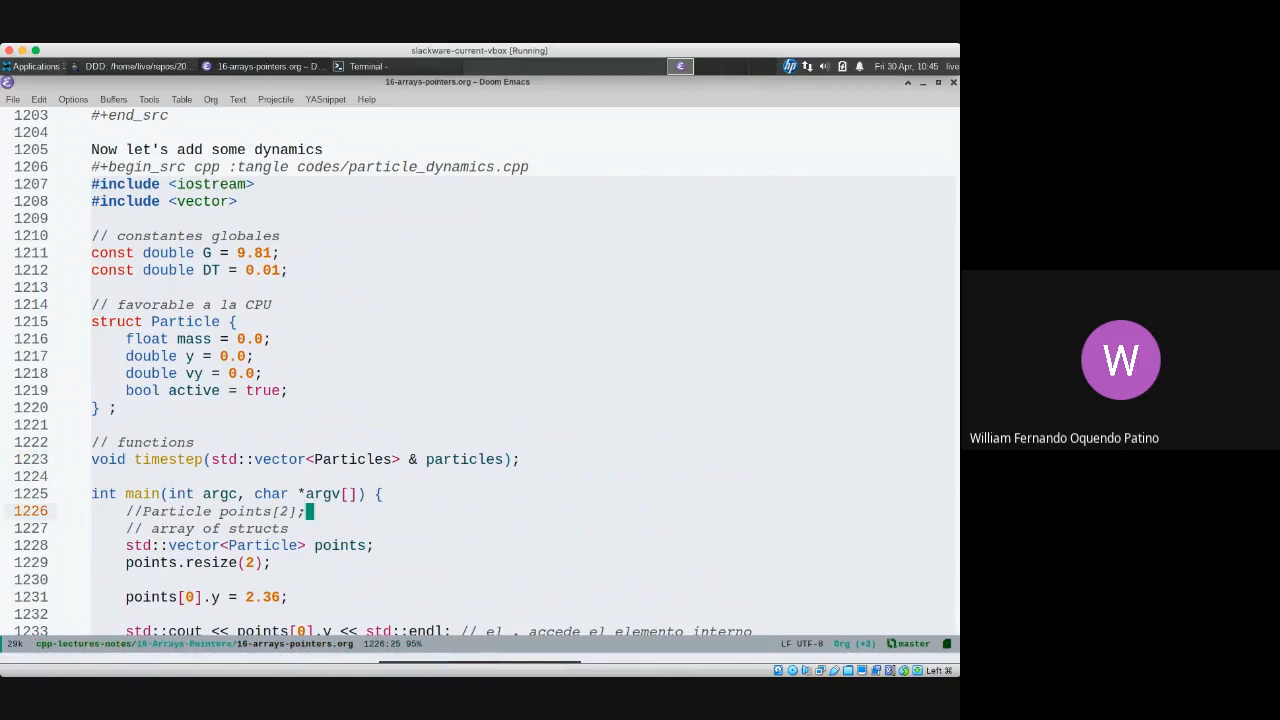 slackware-current-vbox [Running]
Applications DDD: /home/live/repos/20... 16-arrays-pointers.org – D... Terminal - Fri 30 Apr, 10:45 live
16-arrays-pointers.org – Doom Emacs
File Edit Options Buffers Tools Table Org Text Projectile YASnippet Help
1203 #+end_src
1204
1205 Now let's add some dynamics
1206 #+begin_src cpp :tangle codes/particle_dynamics.cpp
1207 #include <iostream>
1208 #include <vector>
1209
1210 // constantes globales
1211 const double G = 9.81;
1212 const double DT = 0.01;
1213
1214 // favorable a la CPU
1215 struct Particle {
1216 float mass = 0.0;
1217 double y = 0.0;
1218 double vy = 0.0;
1219 bool active = true;
1220 } ;
1221
1222 // functions
1223 void timestep(std::vector<Particles> & particles);
1224
1225 int main(int argc, char *argv[]) {
1226 //Particle points[2];
1227 // array of structs
1228 std::vector<Particle> points;
1229 points.resize(2);
1230
1231 points[0].y = 2.36;
1232
1233 std::cout << points[0].y << std::endl; // el . accede el elemento interno
29k cpp-lectures-notes/16-Arrays-Pointers/16-arrays-pointers.org 1226:25 95% LF UTF-8 Org (+3) master
Left ⌘
W
William Fernando Oquendo Patino